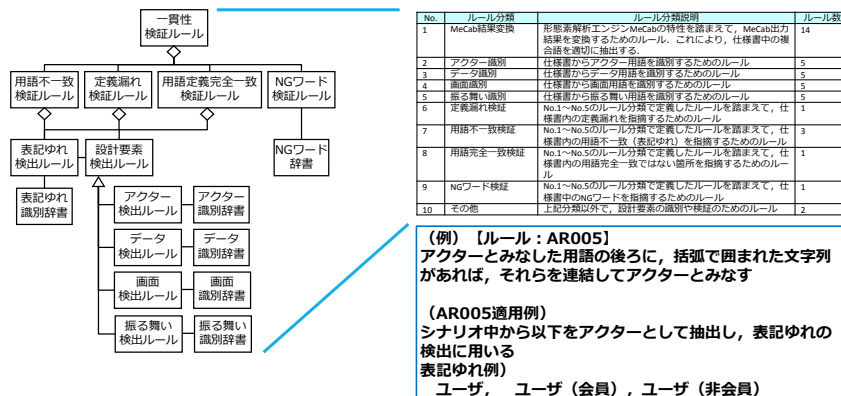 一貫性
検証ルール
用語不一致
検証ルール
定義漏れ
検証ルール
用語定義完全一致
検証ルール
NGワード
検証ルール
表記ゆれ
検出ルール
設計要素
検出ルール
NGワード
辞書
表記ゆれ
識別辞書
アクター
検出ルール
アクター
識別辞書
データ
検出ルール
データ
識別辞書
画面
検出ルール
画面
識別辞書
振る舞い
検出ルール
振る舞い
識別辞書
No. ルール分類 ルール分類説明 ルール数
1 MeCab結果変換 形態素解析エンジンMeCabの特性を踏まえて，MeCab出力 14
結果を変換するためのルール．これにより，仕様書中の複
合語を適切に抽出する．
2 アクター識別 仕様書からアクター用語を識別するためのルール 5
3 データ識別 仕様書からデータ用語を識別するためのルール 5
4 画面識別 仕様書から画面用語を識別するためのルール 5
5 振る舞い識別 仕様書から振る舞い用語を識別するためのルール 5
6 定義漏れ検証 No.1～No.5のルール分類で定義したルールを踏まえて，仕 1
様書内の定義漏れを指摘するためのルール
7 用語不一致検証 No.1～No.5のルール分類で定義したルールを踏まえて，仕 3
様書内の用語不一致（表記ゆれ）を指摘するためのルール
8 用語完全一致検証 No.1～No.5のルール分類で定義したルールを踏まえて，仕 1
様書内の用語完全一致ではない箇所を指摘するためのルー
ル
9 NGワード検証 No.1～No.5のルール分類で定義したルールを踏まえて，仕 1
様書中のNGワードを指摘するためのルール
10 その他 上記分類以外で，設計要素の識別や検証のためのルール 2
（例）【ルール：AR005】
アクターとみなした用語の後ろに，括弧で囲まれた文字列
があれば，それらを連結してアクターとみなす
（AR005適用例）
シナリオ中から以下をアクターとして抽出し，表記ゆれの
検出に用いる
表記ゆれ例）
ユーザ， ユーザ（会員），ユーザ（非会員）